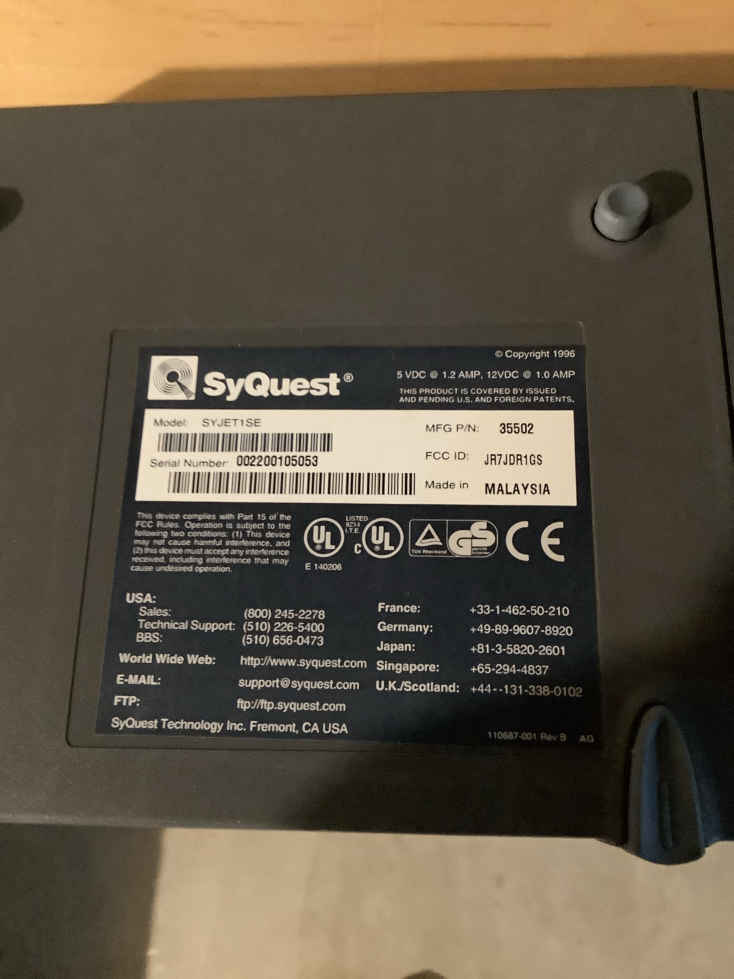 © Copyright 1996
SyQuest®
5 VDC @ 1.2 AMP, 12VDC @ 1.0 AMP
THIS PRODUCT IS COVERED BY ISSUED
AND PENDING U.S. AND FOREIGN PATENTS.
Model: SYJET1SE
Serial Number: 002200105053
MFG P/N: 35502
FCC ID: JR7JDR1GS
Made in MALAYSIA
This device complies with Part 15 of the
FCC Rules. Operation is subject to the
following two conditions: (1) This device
may not cause harmful interference, and
(2) this device must accept any interference
received, including interference that may
cause undesired operation.
UL
LISTED
I.T.E.
E 140206
C UL
TÜV Rheinland
GS
CE
USA:
Sales: (800) 245-2278
Technical Support: (510) 226-5400
BBS: (510) 656-0473
World Wide Web: http://www.syquest.com
E-MAIL: support@syquest.com
FTP: ftp://ftp.syquest.com
France: +33-1-462-50-210
Germany: +49-89-9607-8920
Japan: +81-3-5820-2601
Singapore: +65-294-4837
U.K./Scotland: +44--131-338-0102
SyQuest Technology Inc. Fremont, CA USA
110687-001 Rev B AG